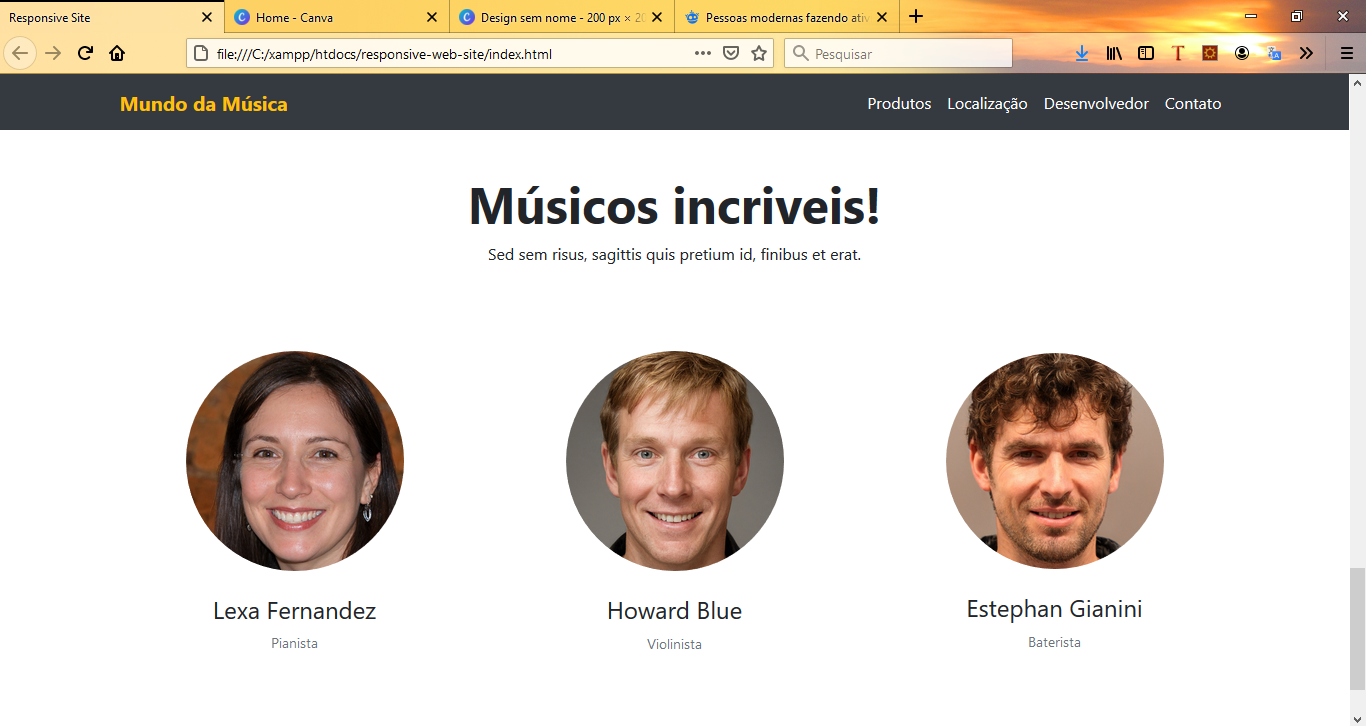 Responsive Site
Home - Canva
Design sem nome - 200 px × 20
Pessoas modernas fazendo ativ
file:///C:/xampp/htdocs/responsive-web-site/index.html
Pesquisar
Mundo da Música
Produtos Localização Desenvolvedor Contato
Músicos incriveis!
Sed sem risus, sagittis quis pretium id, finibus et erat.
Lexa Fernandez
Pianista
Howard Blue
Violinista
Estephan Gianini
Baterista